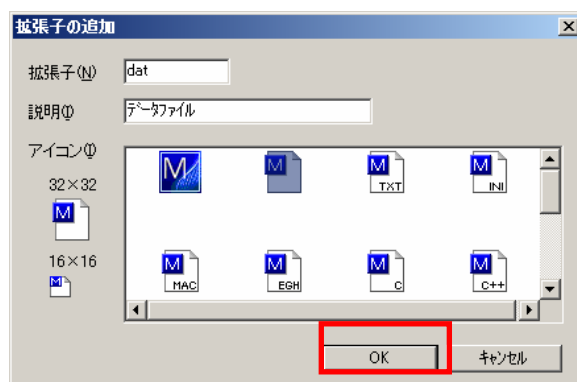 拡張子の追加
拡張子(N) dat
説明(I) ﾃﾞｰﾀﾌｧｲﾙ
アイコン(I)
32×32
M
16×16
M
M M M TXT M INI
M MAC M EGH M C M C++
OK キャンセル